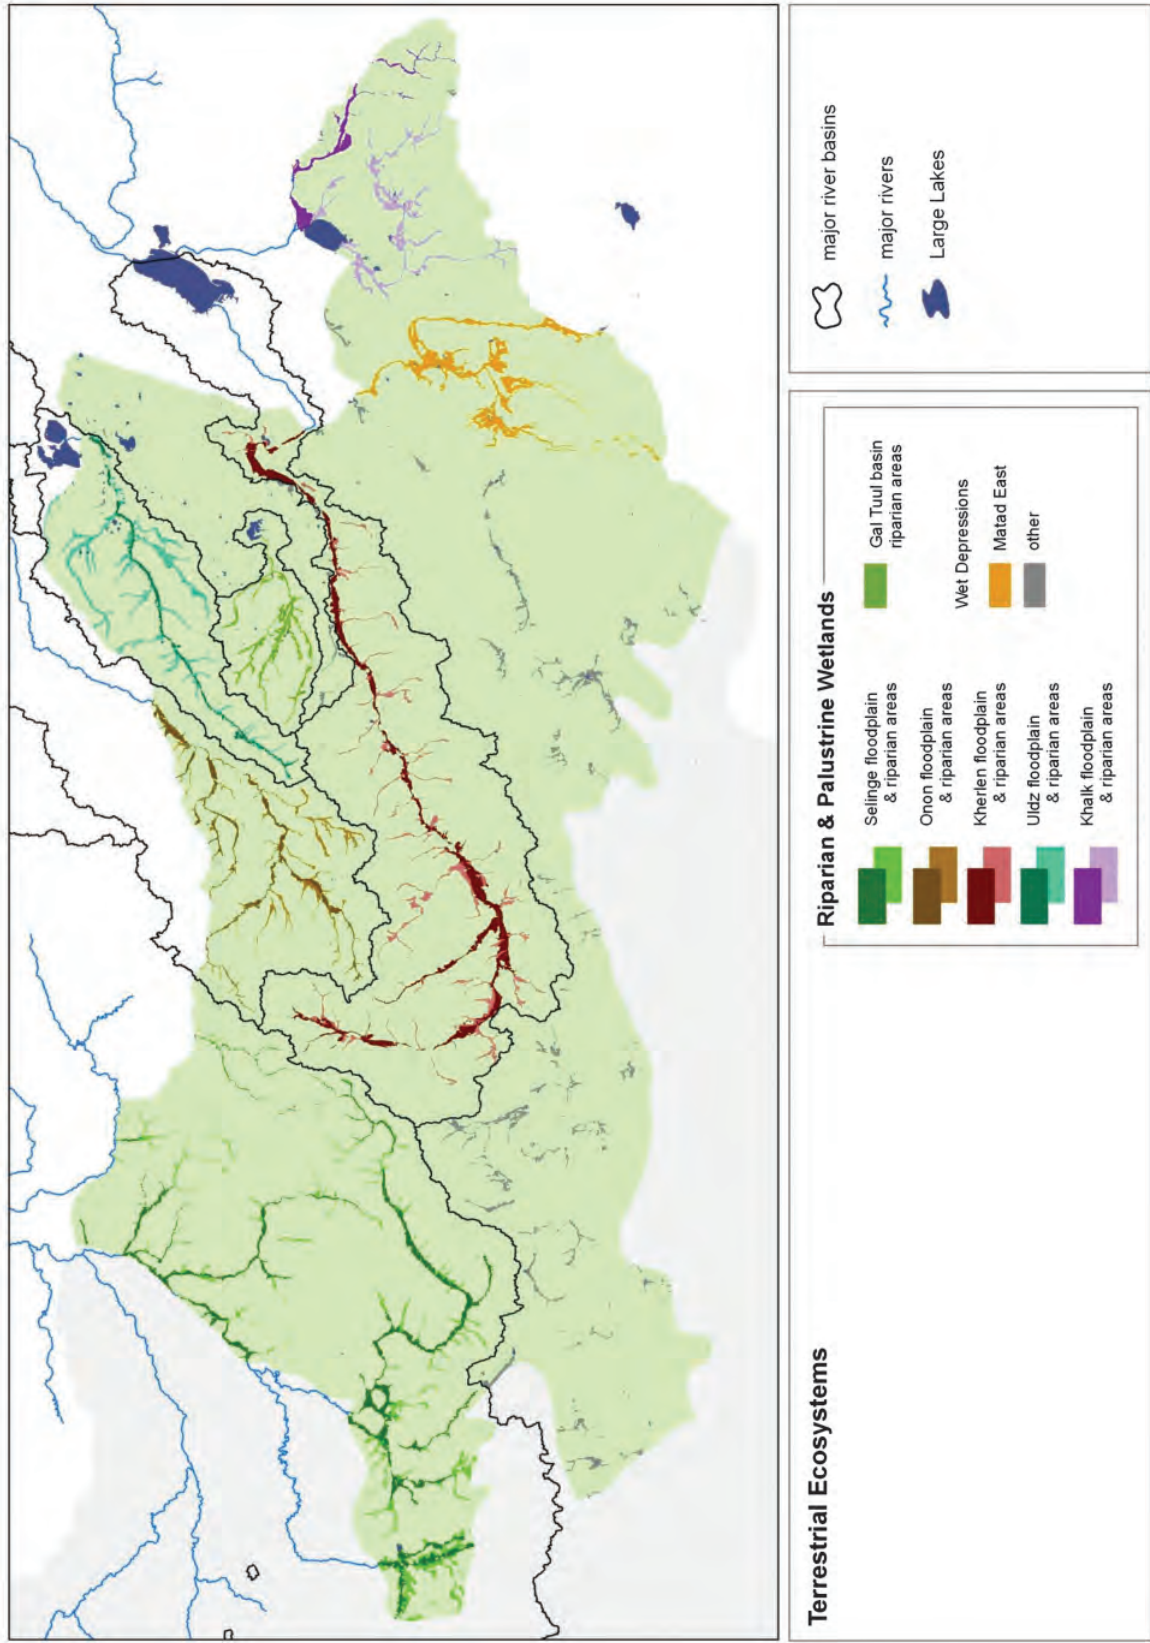 Terrestrial Ecosystems
Riparian & Palustrine Wetlands
Selinge floodplain
& riparian areas
Onon floodplain
& riparian areas
Kherlen floodplain
& riparian areas
Uldz floodplain
& riparian areas
Khalk floodplain
& riparian areas
Gal Tuul basin
riparian areas
Wet Depressions
Matad East
other
major river basins
major rivers
Large Lakes